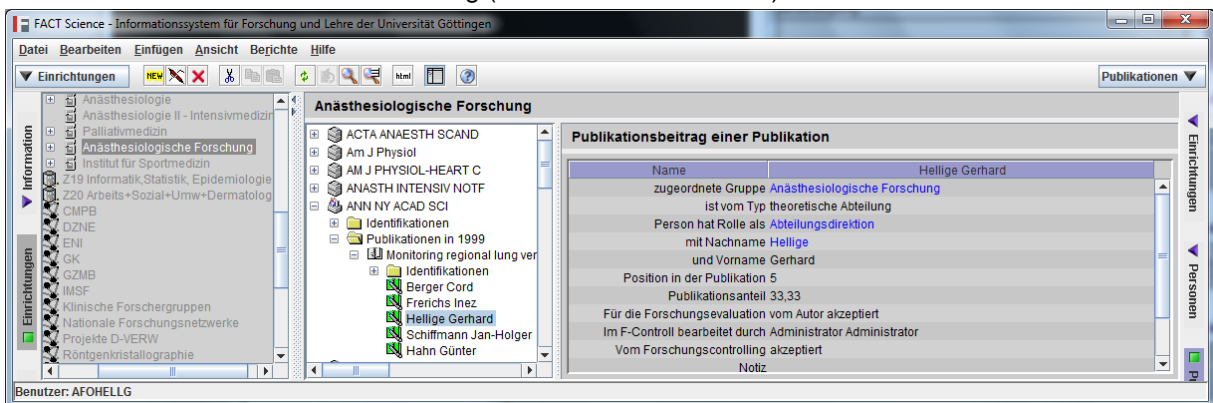 FACT Science - Informationssystem für Forschung und Lehre der Universität Göttingen
Datei Bearbeiten Einfügen Ansicht Berichte Hilfe
Einrichtungen
NEW
html
Publikationen
Information
Einrichtungen
Anästhesiologie
Anästhesiologie II - Intensivmedizin
Palliativmedizin
Anästhesiologische Forschung
Institut für Sportmedizin
Z19 Informatik,Statistik, Epidemiologie
Z20 Arbeits+Sozial+Umw+Dermatolog
CMPB
DZNE
ENI
GK
GZMB
IMSF
Klinische Forschergruppen
Nationale Forschungsnetzwerke
Projekte D-VERW
Röntgenkristallographie
Anästhesiologische Forschung
ACTA ANAESTH SCAND
Am J Physiol
AM J PHYSIOL-HEART C
ANASTH INTENSIV NOTF
ANN NY ACAD SCI
Identifikationen
Publikationen in 1999
Monitoring regional lung ver
Identifikationen
Berger Cord
Frerichs Inez
Hellige Gerhard
Schiffmann Jan-Holger
Hahn Günter
Publikationsbeitrag einer Publikation
Name Hellige Gerhard
zugeordnete Gruppe Anästhesiologische Forschung
ist vom Typ theoretische Abteilung
Person hat Rolle als Abteilungsdirektion
mit Nachname Hellige
und Vorname Gerhard
Position in der Publikation 5
Publikationsanteil 33,33
Für die Forschungsevaluation vom Autor akzeptiert
Im F-Controll bearbeitet durch Administrator Administrator
Vom Forschungscontrolling akzeptiert
Notiz
Einrichtungen
Personen
Benutzer: AFOHELLG